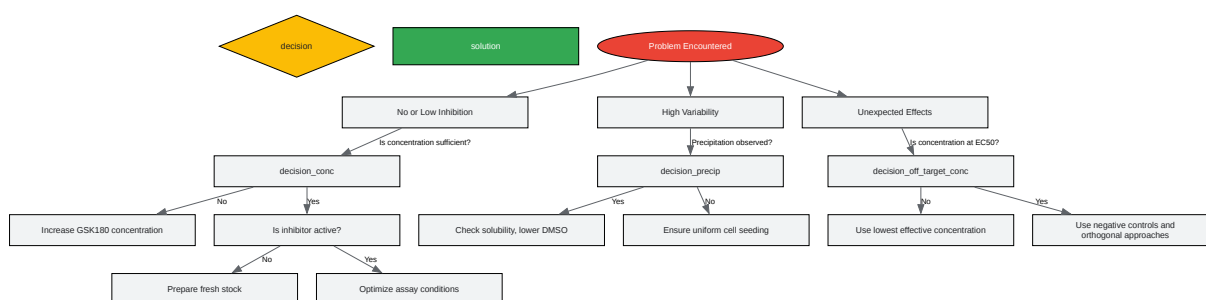 decision
solution
Problem Encountered
No or Low Inhibition
High Variability
Unexpected Effects
Is concentration sufficient?
Precipitation observed?
Is concentration at EC50?
decision_conc
decision_precip
decision_off_target_conc
No
Yes
Yes
No
No
Yes
Increase GSK180 concentration
Is inhibitor active?
Check solubility, lower DMSO
Ensure uniform cell seeding
Use lowest effective concentration
Use negative controls and
orthogonal approaches
No
Yes
Prepare fresh stock
Optimize assay conditions